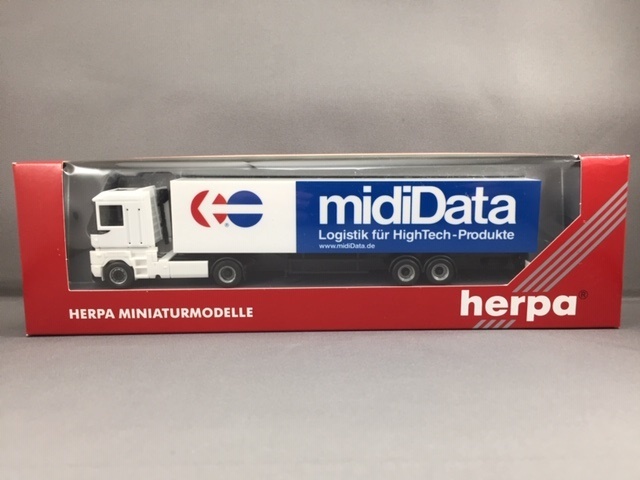 midiData
Logistik für HighTech-Produkte
www.midiData.de
®
HERPA MINIATURMODELLE
herpa®